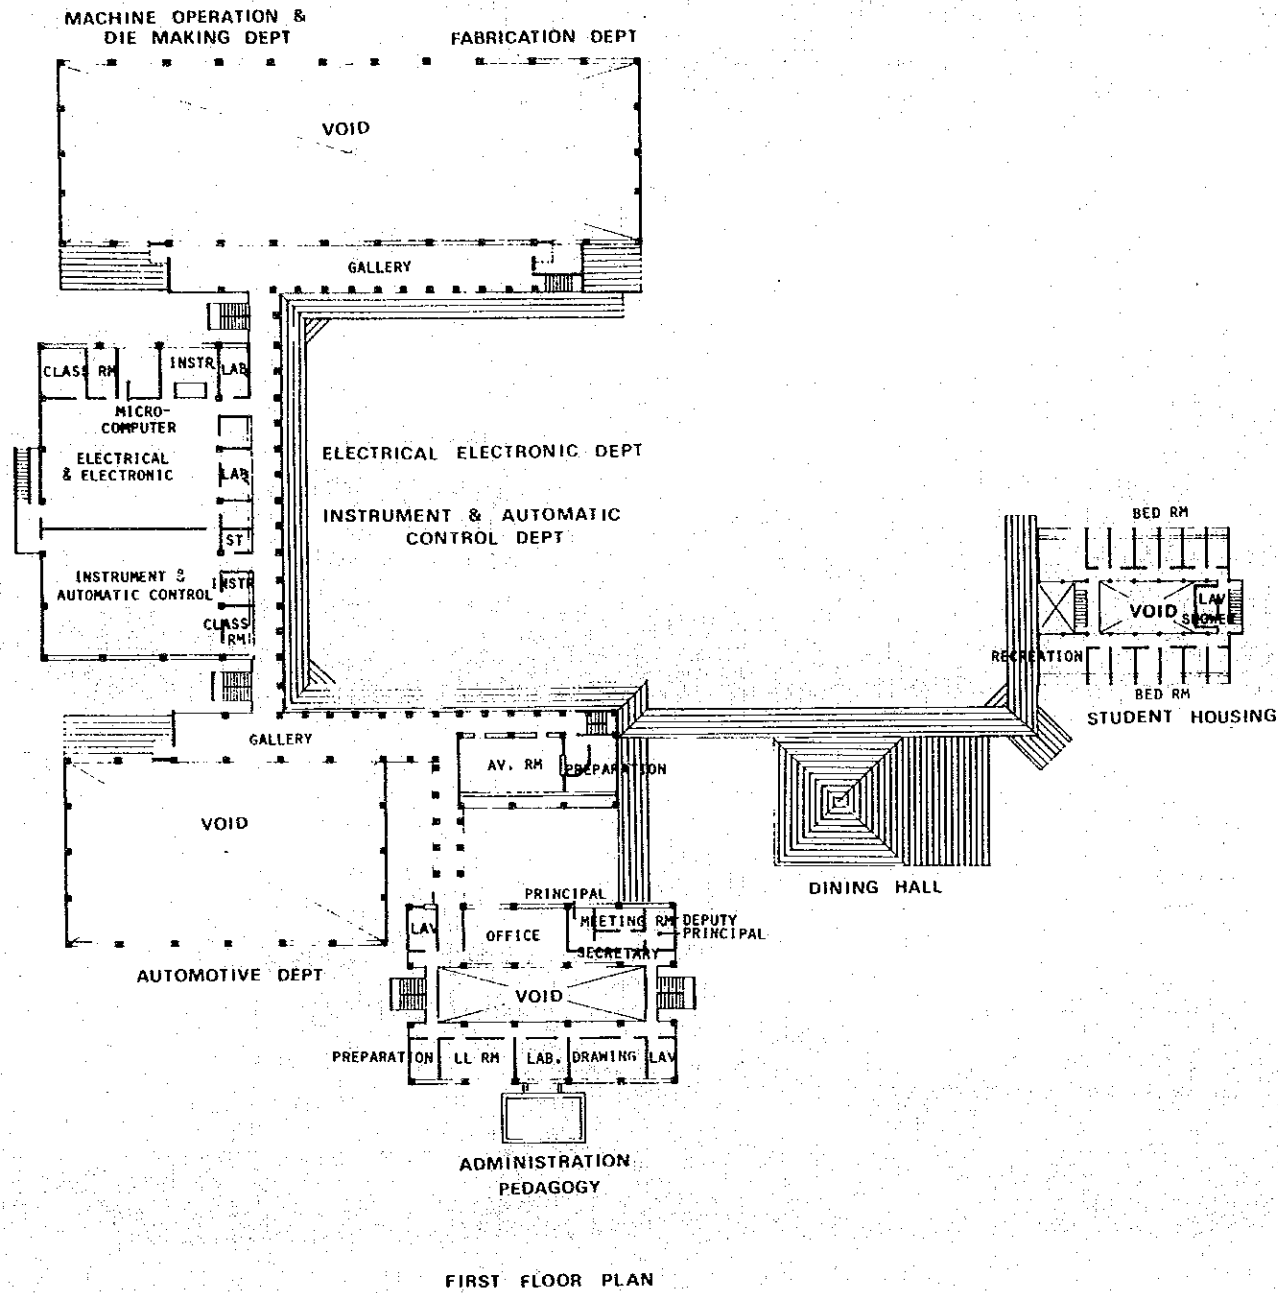 MACHINE OPERATION &
DIE MAKING DEPT
FABRICATION DEPT
VOID
GALLERY
CLASS RM
INSTR
LAB
MICRO-
COMPUTER
ELECTRICAL
& ELECTRONIC
LAB
ELECTRICAL ELECTRONIC DEPT
INSTRUMENT & AUTOMATIC
CONTROL DEPT
ST
INSTRUMENT &
AUTOMATIC CONTROL
INSTR
CLASS
RM
BED RM
VOID
LAV
SHOWER
RECREATION
BED RM
STUDENT HOUSING
GALLERY
AV. RM
PREPARATION
VOID
DINING HALL
PRINCIPAL
LAV
OFFICE
MEETING RM
DEPUTY
PRINCIPAL
SECRETARY
AUTOMOTIVE DEPT
VOID
PREPARATION
LL RM
LAB.
DRAWING
LAV
ADMINISTRATION
PEDAGOGY
FIRST FLOOR PLAN